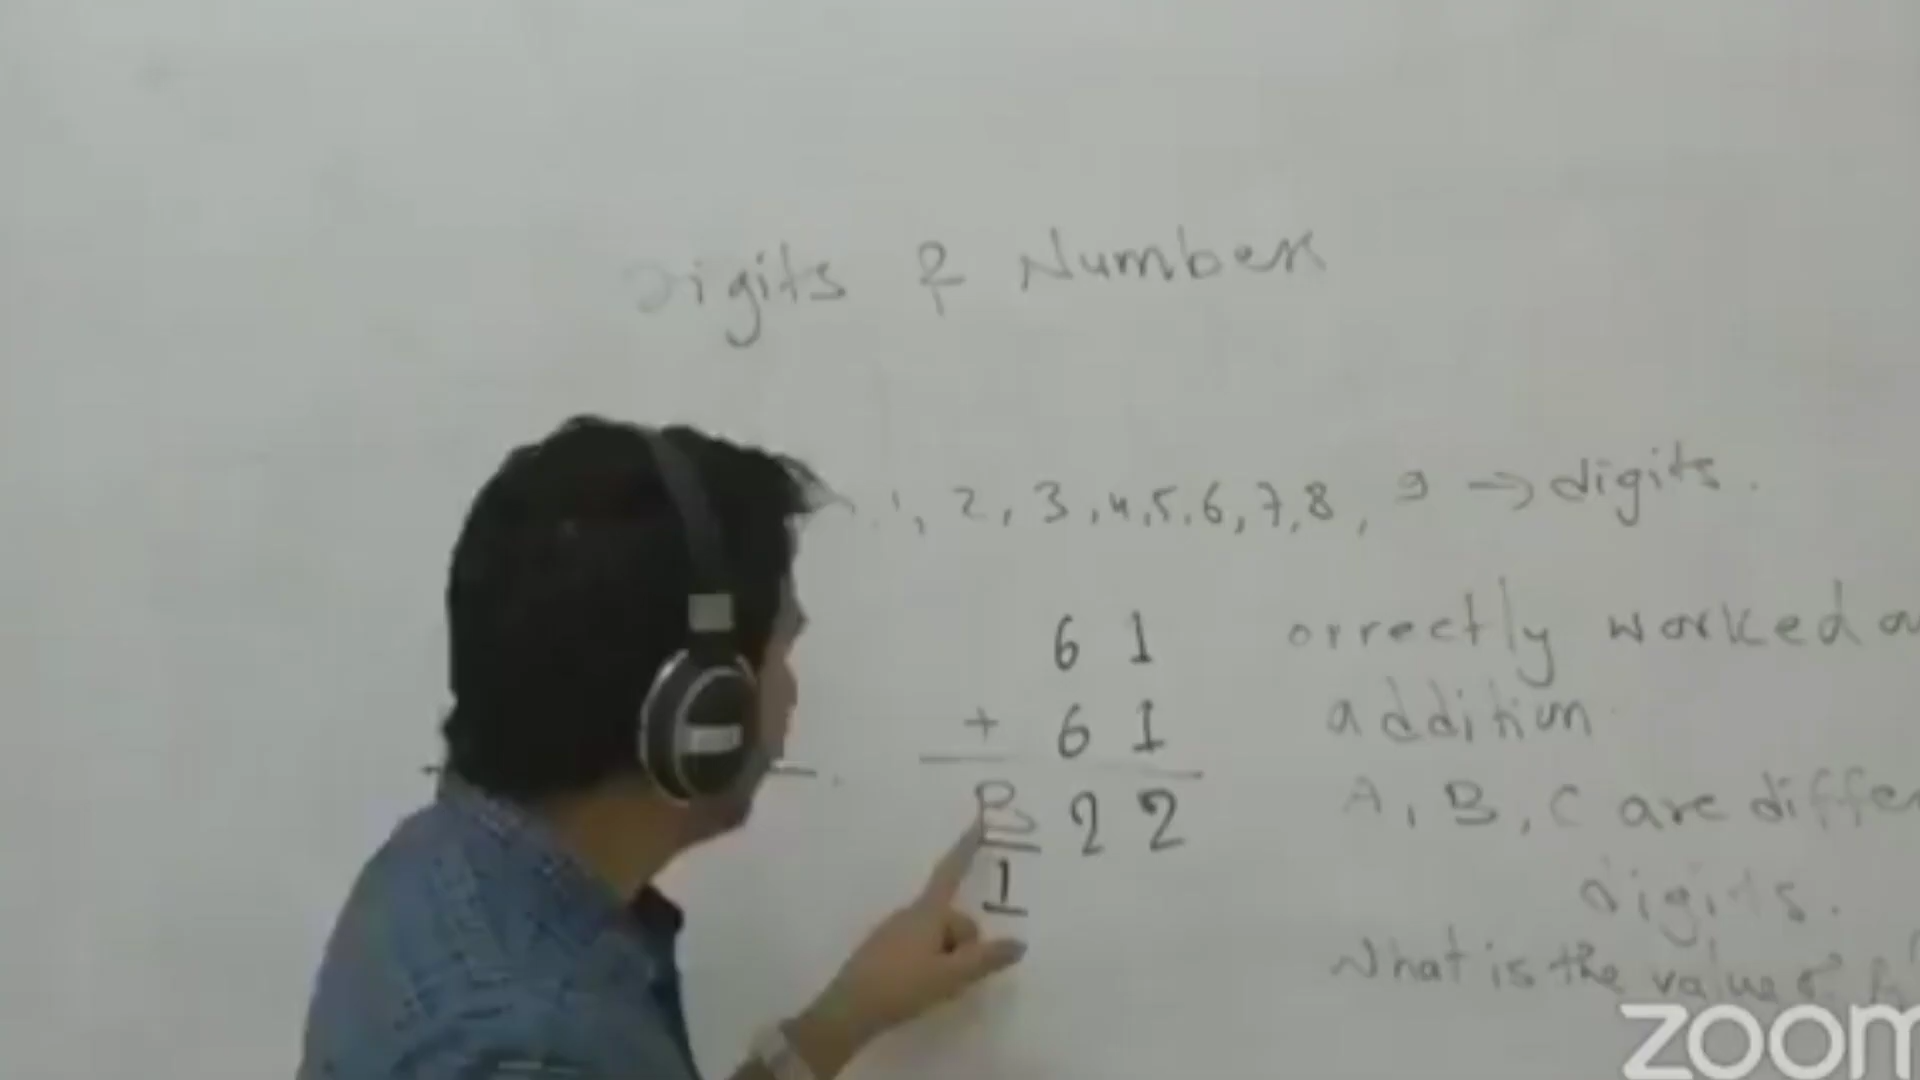 Digits & Number
1, 2, 3, 4, 5, 6, 7, 8, 9 → digits.
6 1
+ 6 1
B 2 2
1
orrectly worked
addition
A, B, C are differ
digits.
What is the value
zoom